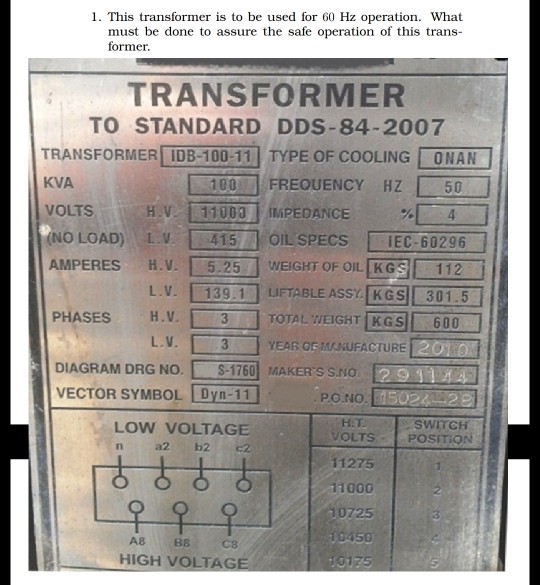 1. This transformer is to be used for 60 Hz operation. What
must be done to assure the safe operation of this trans-
former.
TRANSFORMER
TO STANDARD DDS-84-2007
TRANSFORMER IDB-100-11 TYPE OF COOLING ONAN
KVA 100 FREQUENCY HZ 50
VOLTS H.V. 11000 IMPEDANCE % 4
(NO LOAD) L.V. 415 OIL SPECS IEC-60296
AMPERES H.V. 5.25 WEIGHT OF OIL KGS 112
L.V. 139.1 LIFTABLE ASSY. KGS 301.5
PHASES H.V. 3 TOTAL WEIGHT KGS 600
L.V. 3 YEAR OF MANUFACTURE 2010
DIAGRAM DRG NO. S-1760 MAKER'S S.NO. 291144
VECTOR SYMBOL Dyn-11 P.O.NO. 15024-28
LOW VOLTAGE
n a2 b2 c2
A8 B8 C8
HIGH VOLTAGE
H.T. SWITCH
VOLTS POSITION
11275 1
11000 2
10725 3
10450 4
10175 5